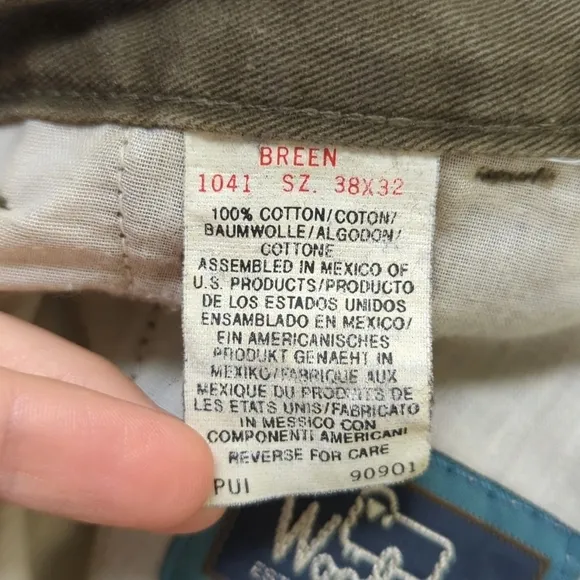 BREEN
1041 SZ. 38X32
100% COTTON/COTON/
BAUMWOLLE/ALGODON/
COTTONE
ASSEMBLED IN MEXICO OF
U.S. PRODUCTS/PRODUCTO
DE LOS ESTADOS UNIDOS
ENSAMBLADO EN MEXICO/
EIN AMERICANISCHES
PRODUKT GENAEHT IN
MEXIKO/FABRIQUE AUX
MEXIQUE DU PRODUITS DE
LES ETATS UNIS/FABRICATO
IN MESSICO CON
COMPONENTI AMERICANI
REVERSE FOR CARE
PUI 90901